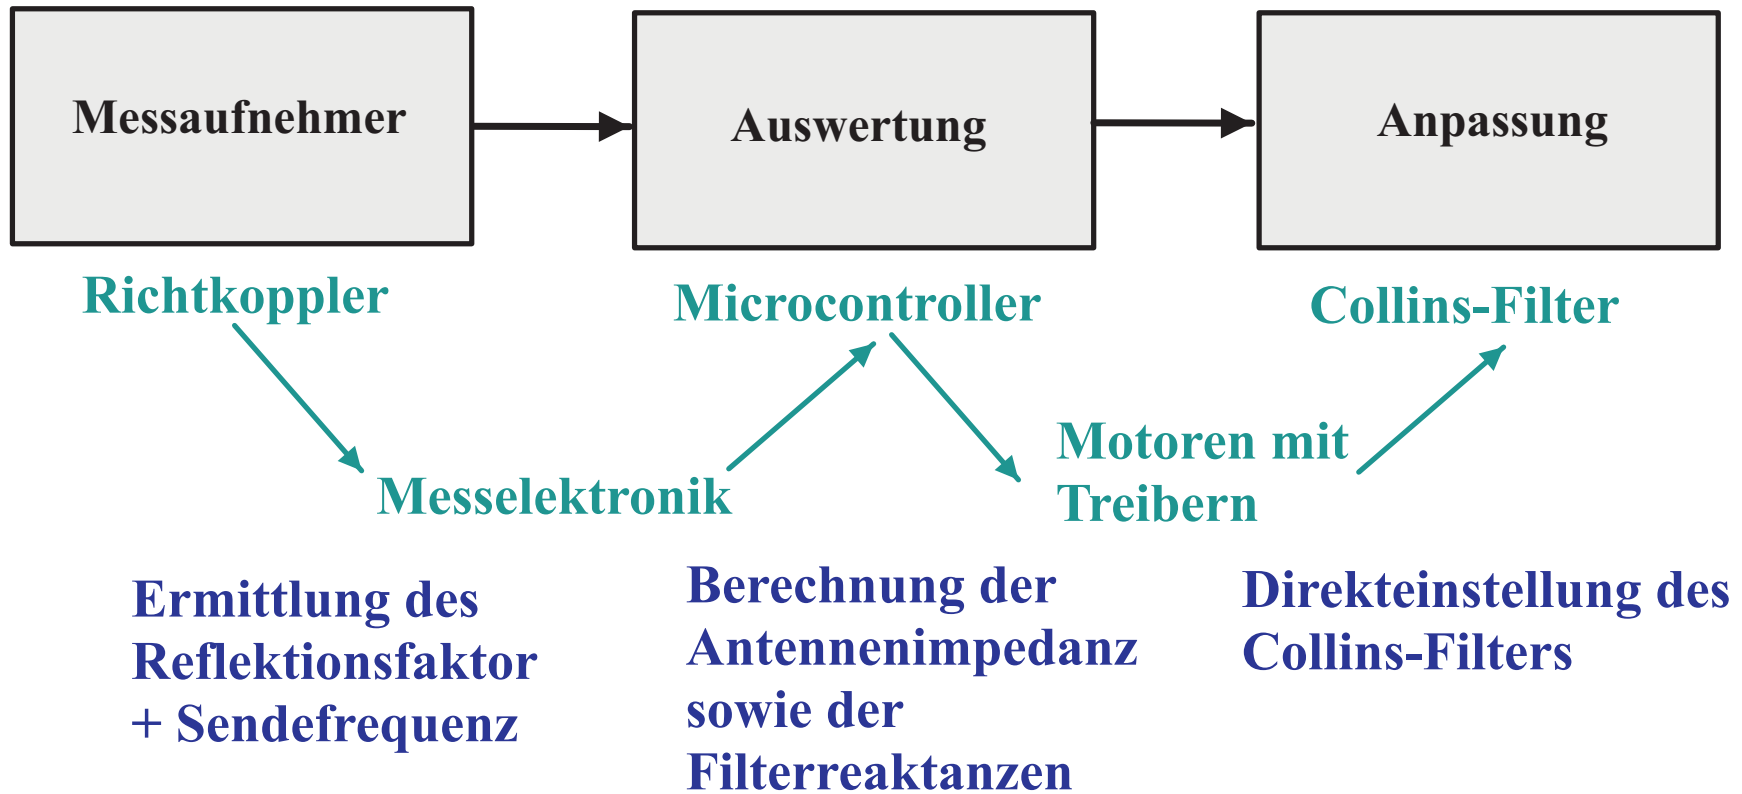 Messaufnehmer
Auswertung
Anpassung
Richtkoppler
Microcontroller
Collins-Filter
Messelektronik
Motoren mit
Treibern
Ermittlung des
Reflektionsfaktor
+ Sendefrequenz
Berechnung der
Antennenimpedanz
sowie der
Filterreaktanzen
Direkteinstellung des
Collins-Filters